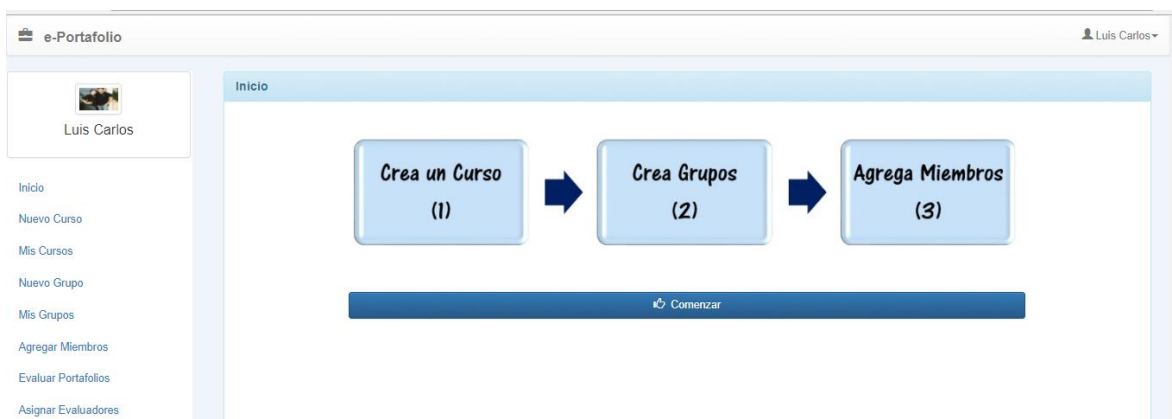 e-Portafolio
Luis Carlos
Luis Carlos
Inicio
Nuevo Curso
Mis Cursos
Nuevo Grupo
Mis Grupos
Agregar Miembros
Evaluar Portafolios
Asignar Evaluadores
Inicio
Crea un Curso
(1)
Crea Grupos
(2)
Agrega Miembros
(3)
Comenzar